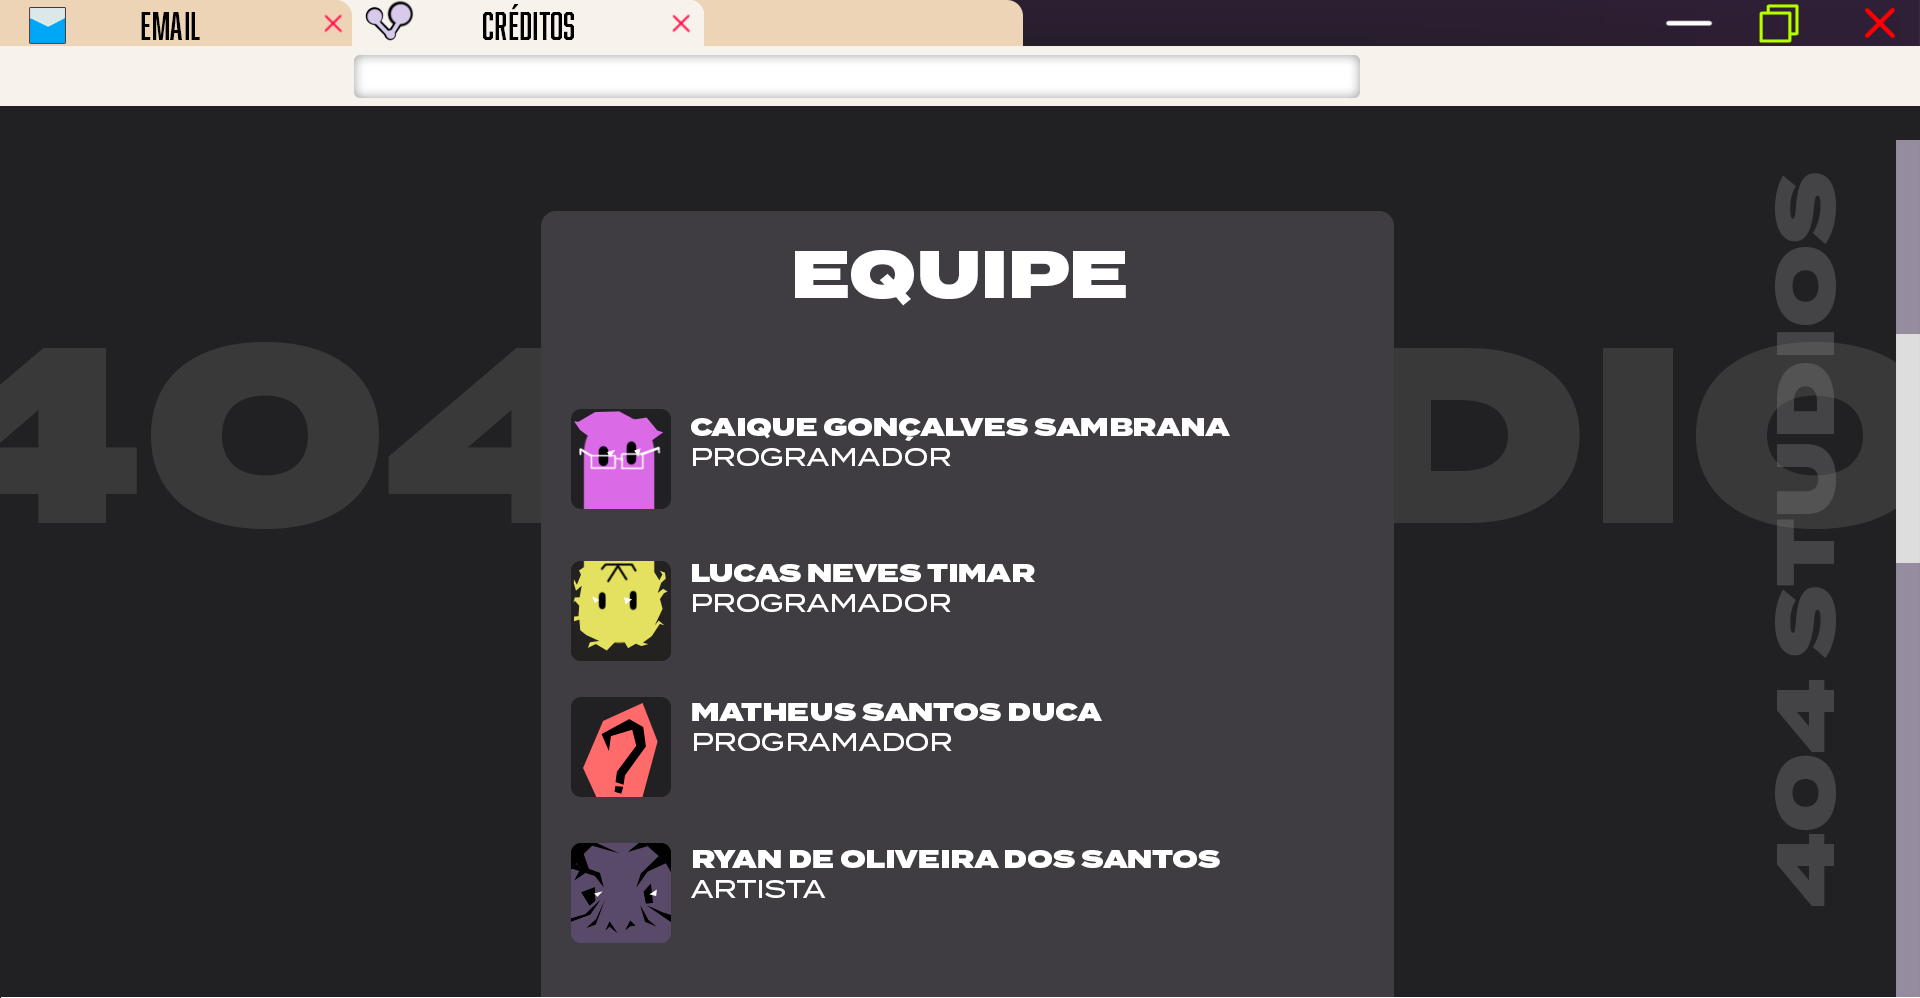 EMAIL
CRÉDITOS
404 STUDIOS
EQUIPE
404
DIO
CAIQUE GONÇALVES SAMBRANA
PROGRAMADOR
LUCAS NEVES TIMAR
PROGRAMADOR
MATHEUS SANTOS DUCA
PROGRAMADOR
?
RYAN DE OLIVEIRA DOS SANTOS
ARTISTA